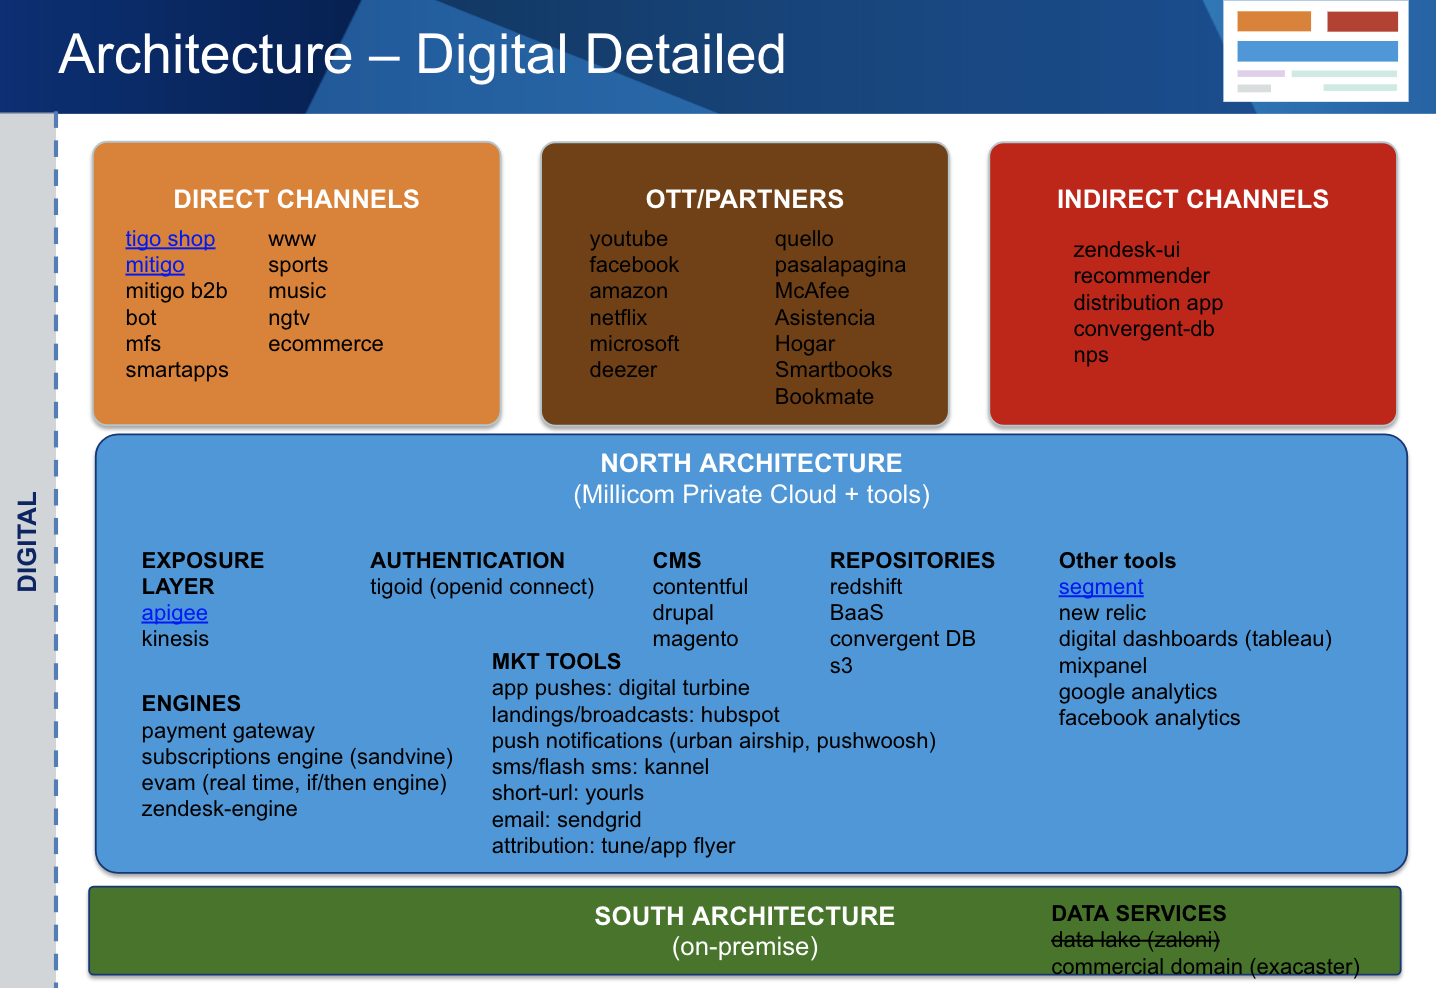 Architecture – Digital Detailed
DIGITAL
DIRECT CHANNELS
tigo shop
mitigo
mitigo b2b
bot
mfs
smartapps
www
sports
music
ngtv
ecommerce
OTT/PARTNERS
youtube
facebook
amazon
netflix
microsoft
deezer
quello
pasalapagina
McAfee
Asistencia
Hogar
Smartbooks
Bookmate
INDIRECT CHANNELS
zendesk-ui
recommender
distribution app
convergent-db
nps
NORTH ARCHITECTURE
(Millicom Private Cloud + tools)
EXPOSURE
LAYER
apigee
kinesis
AUTHENTICATION
tigoid (openid connect)
CMS
contentful
drupal
magento
REPOSITORIES
redshift
BaaS
convergent DB
s3
Other tools
segment
new relic
digital dashboards (tableau)
mixpanel
google analytics
facebook analytics
ENGINES
payment gateway
subscriptions engine (sandvine)
evam (real time, if/then engine)
zendesk-engine
MKT TOOLS
app pushes: digital turbine
landings/broadcasts: hubspot
push notifications (urban airship, pushwoosh)
sms/flash sms: kannel
short-url: yourls
email: sendgrid
attribution: tune/app flyer
SOUTH ARCHITECTURE
(on-premise)
DATA SERVICES
data lake (zaloni)
commercial domain (exacaster)